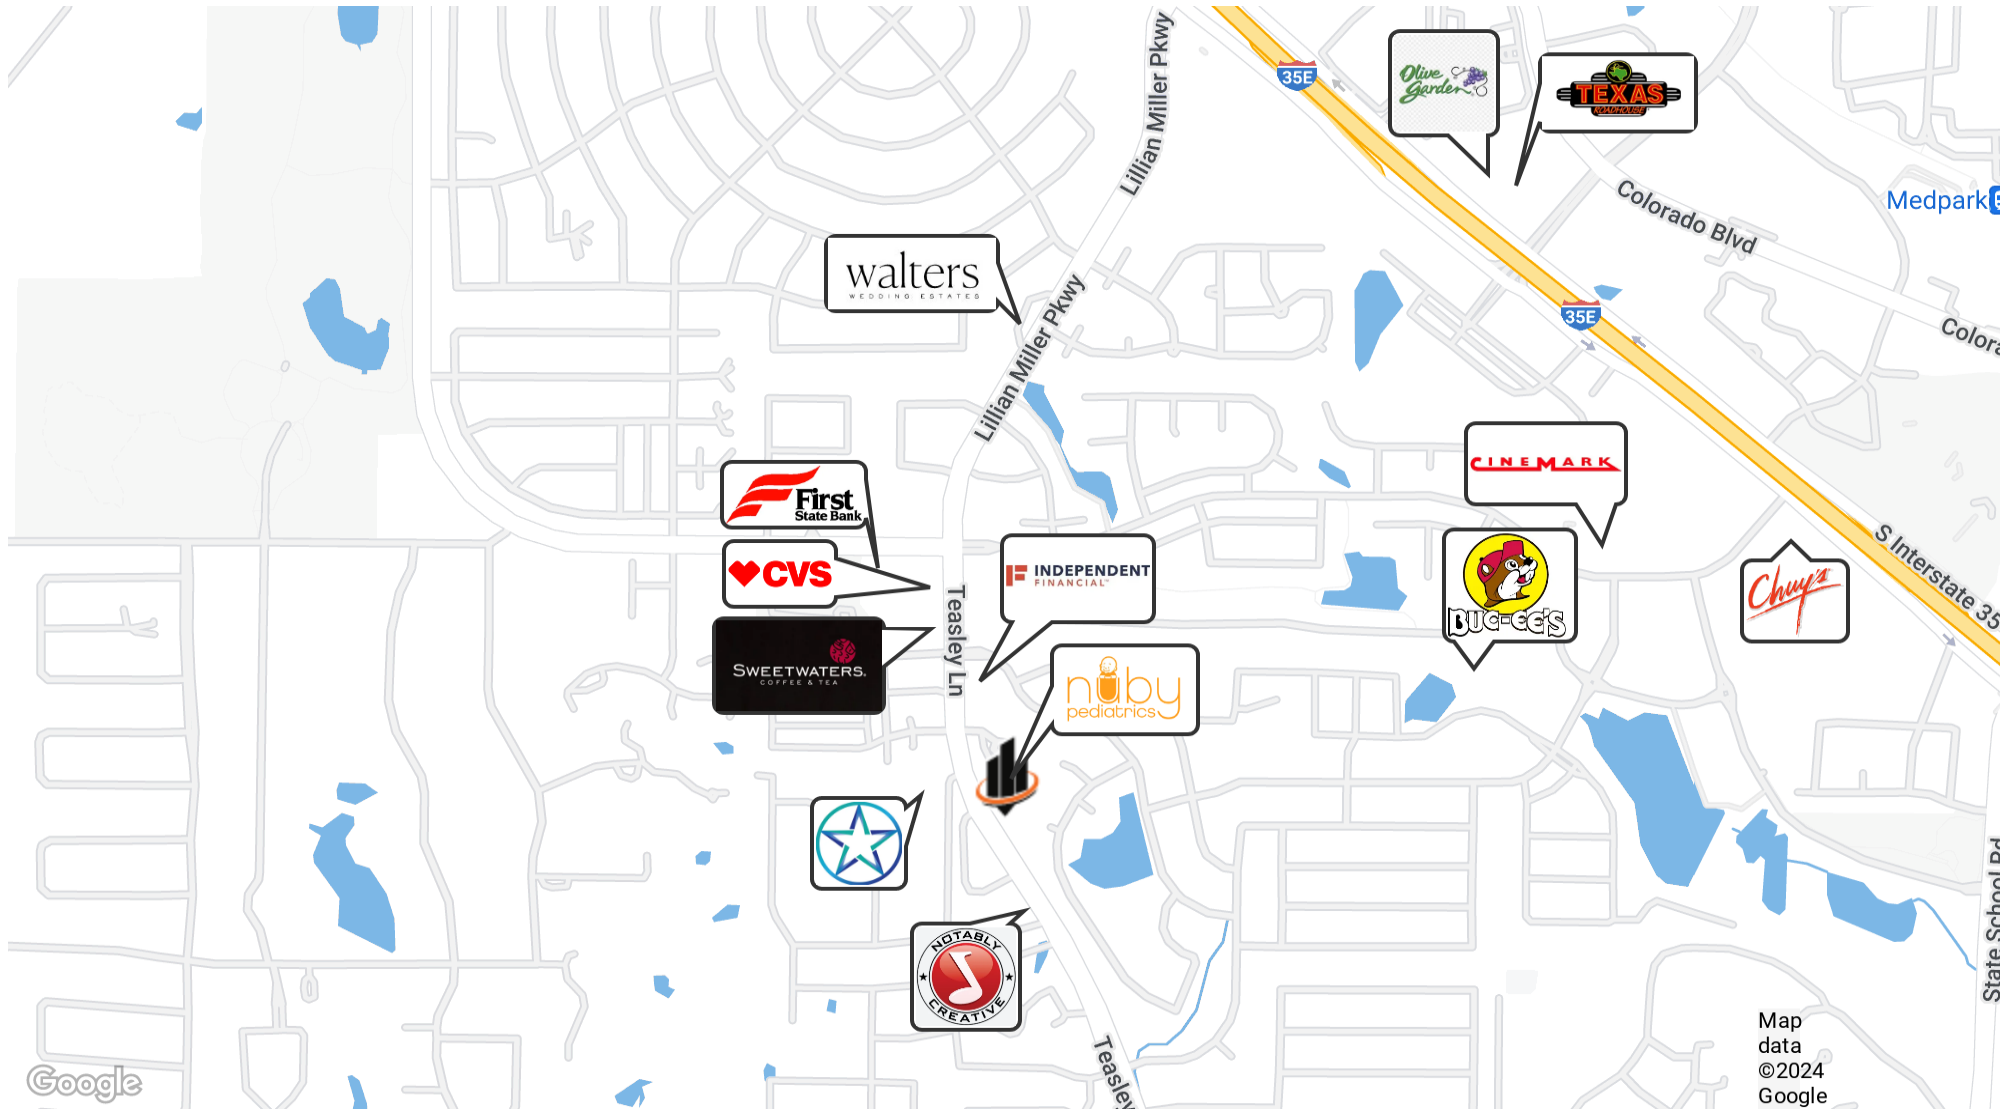 Lillian Miller Pkwy
35E
Olive
Garden
TEXAS
ROADHOUSE
Colorado Blvd
Medpark
walters
WEDDING ESTATES
Lillian Miller Pkwy
35E
Colora
First
State Bank
CVS
SWEETWATERS.
COFFEE & TEA
Teasley Ln
INDEPENDENT
FINANCIAL™
nuby
pediatrics
CINEMARK
BUC-EE'S
Chuy's
S Interstate 35
NOTABLY
CREATIVE
Teasley
State School Rd
Google
Map
data
©2024
Google